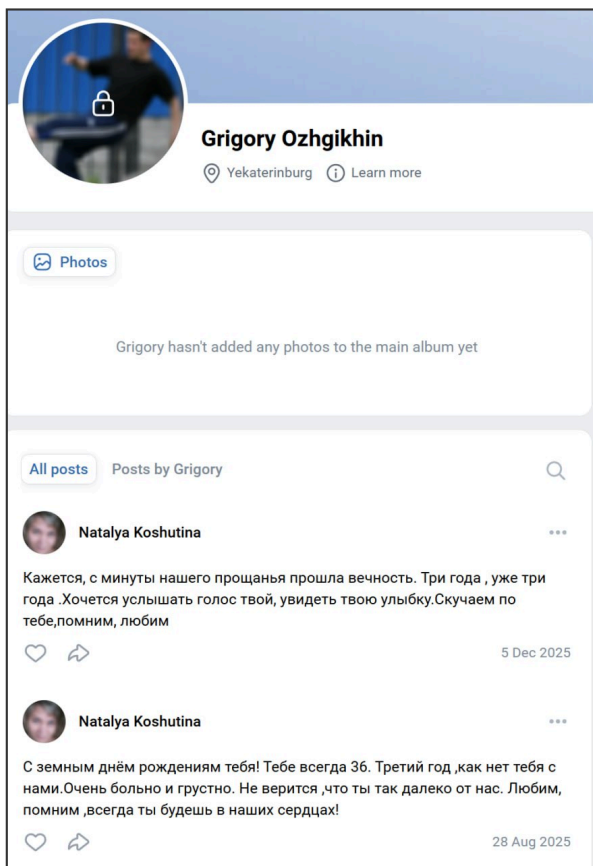 Grigory Ozhgikhin
Yekaterinburg Learn more
Photos
Grigory hasn't added any photos to the main album yet
All posts Posts by Grigory
Natalya Koshutina
Кажется, с минуты нашего прощанья прошла вечность. Три года , уже три
года .Хочется услышать голос твой, увидеть твою улыбку.Скучаем по
тебе,помним, любим
5 Dec 2025
Natalya Koshutina
С земным днём рождениям тебя! Тебе всегда 36. Третий год ,как нет тебя с
нами.Очень больно и грустно. Не верится ,что ты так далеко от нас. Любим,
помним ,всегда ты будешь в наших сердцах!
28 Aug 2025